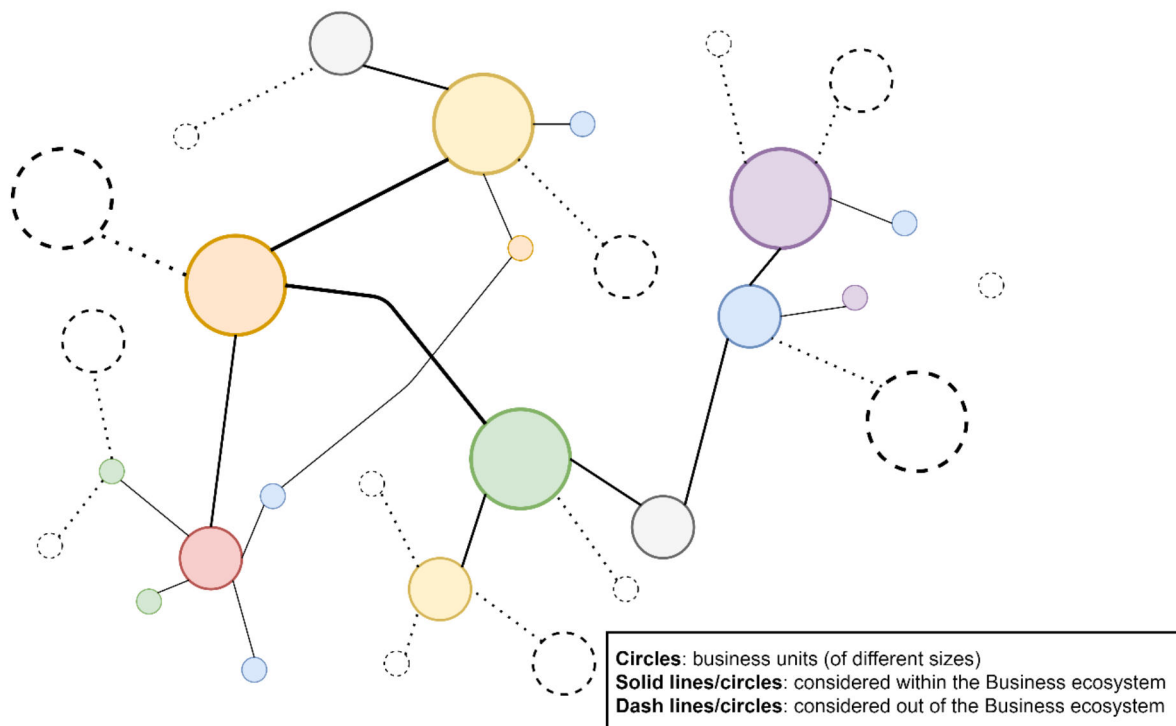 Circles: business units (of different sizes)
Solid lines/circles: considered within the Business ecosystem
Dash lines/circles: considered out of the Business ecosystem